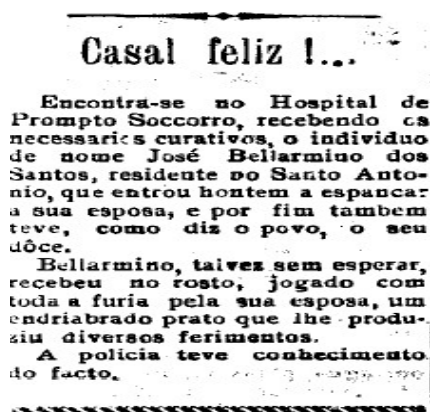 Casal feliz !...
Encontra-se no Hospital de
Prompto Soccorro, recebendo os
necessarios curativos, o individuo
de nome José Bellarmino dos
Santos, residente no Santo Anto-
nio, que entrou hontem a espancar
a sua esposa, e por fim tambem
teve, como diz o povo, o seu
dôce.
Bellarmino, talvez sem esperar,
recebeu no rosto, jogado com
toda a furia pela sua esposa, um
endriabrado prato que lhe produ-
ziu diversos ferimentos.
A policia teve conhecimento
do facto.